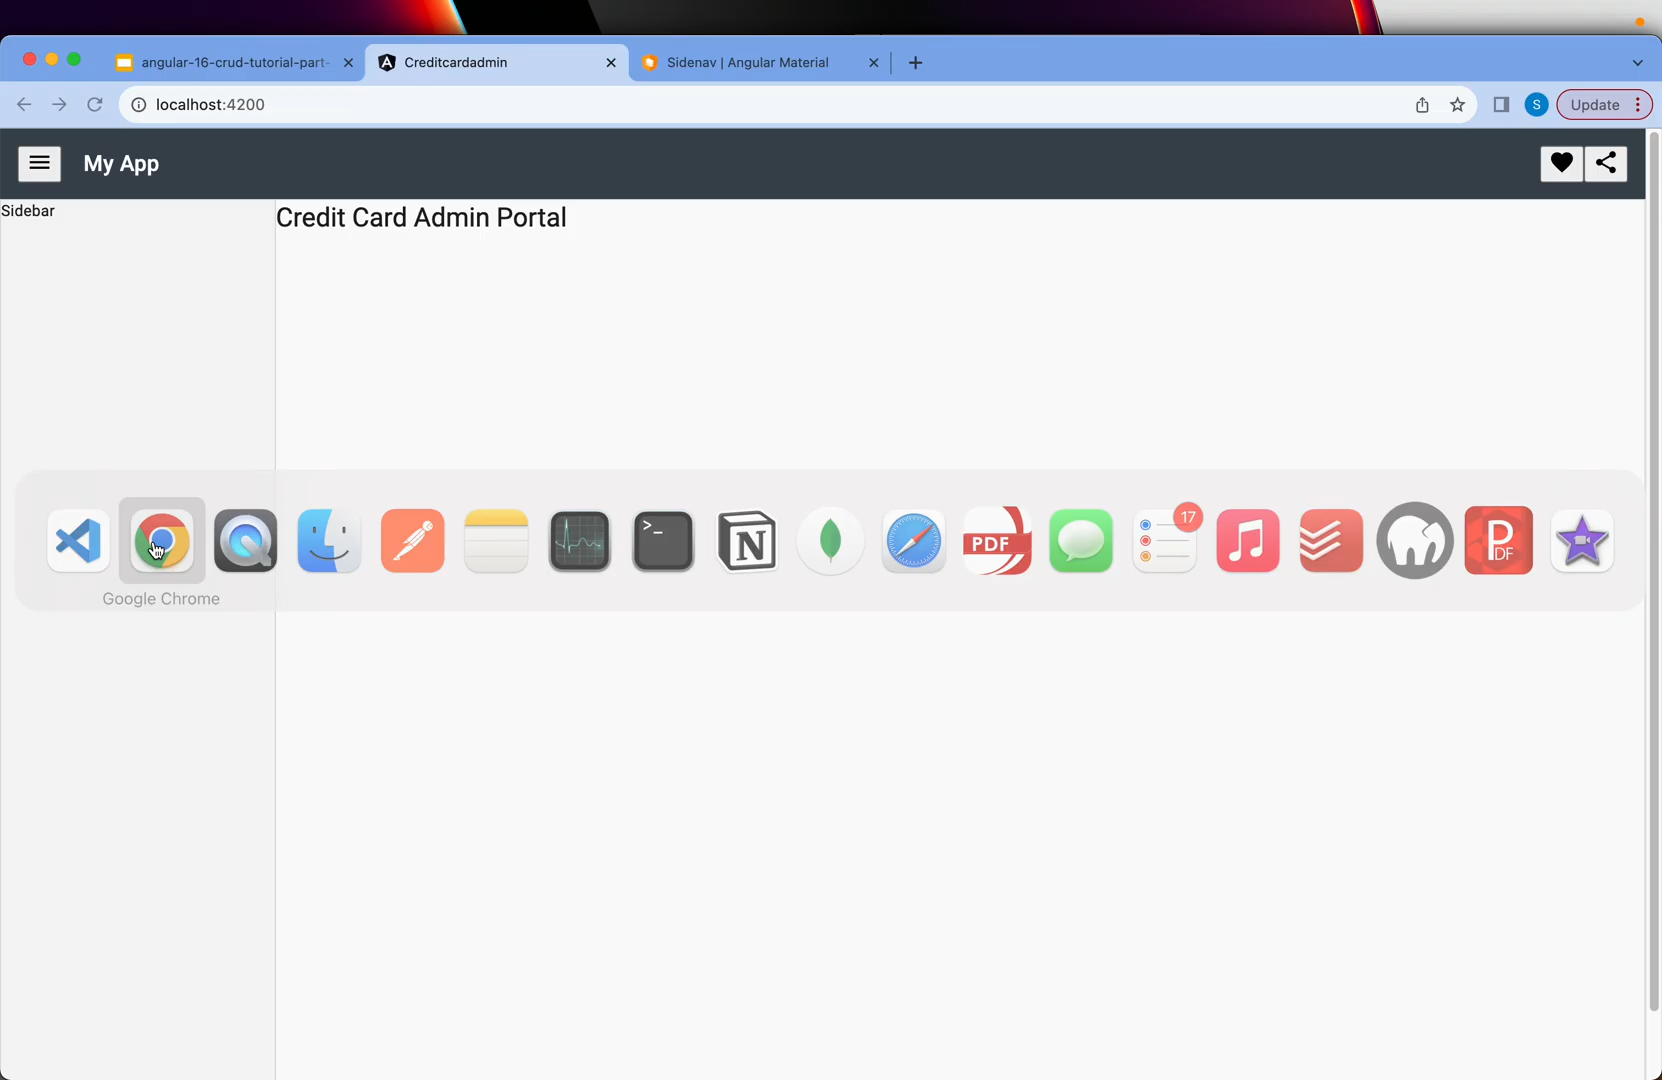 angular-16-crud-tutorial-part-
Creditcardadmin
Sidenav | Angular Material
localhost:4200
S
Update
My App
Sidebar
Credit Card Admin Portal
>_
N
PDF
17
P
DF
Google Chrome